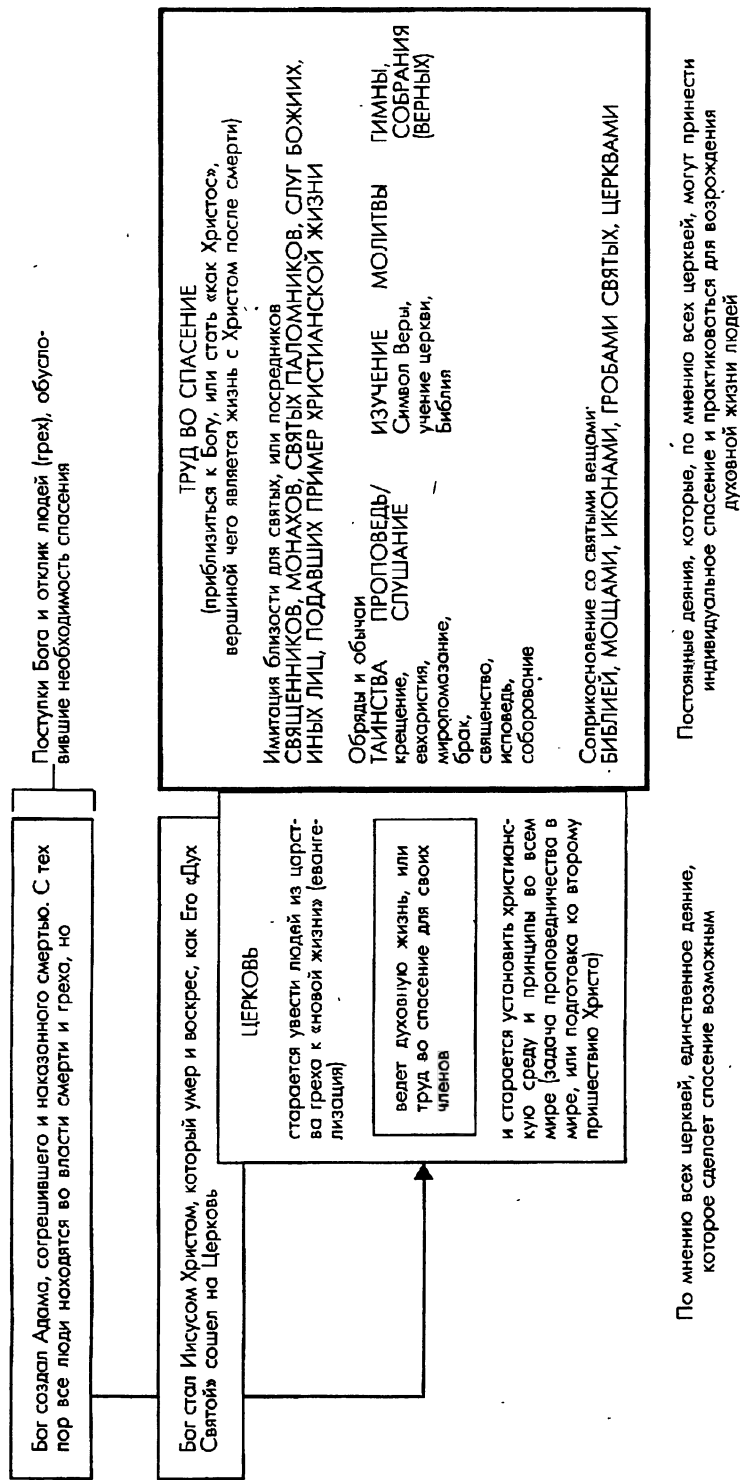 Бог создал Адама, согрешившего и наказанного смертью. С тех
пор все люди находятся во власти смерти и греха, но
Поступки Бога и отклик людей (грех), обусло-
вившие необходимость спасения
Бог стал Иисусом Христом, который умер и воскрес, как Его «Дух
Святой» сошел на Церковь
ЦЕРКОВЬ
старается увести людей из царст-
ва греха к «новой жизни» (еванге-
лизация)
ведет духовную жизнь, или
труд во спасение для своих
членов
и старается установить христианс-
кую среду и принципы во всем
мире (задача проповедничества в
мире, или подготовка ко второму
пришествию Христа)
ТРУД ВО СПАСЕНИЕ
(приблизиться к Богу, или стать «как Христос»,
вершиной чего является жизнь с Христом после смерти)
Имитация близости для святых, или посредников
СВЯЩЕННИКОВ, МОНАХОВ, СВЯТЫХ ПАЛОМНИКОВ, СЛУГ БОЖИИХ,
ИНЫХ ЛИЦ, ПОДАВШИХ ПРИМЕР ХРИСТИАНСКОЙ ЖИЗНИ
Обряды и обычаи
ТАИНСТВА
крещение,
евхаристия,
миропомазание,
брак,
священство,
исповедь,
соборование
ПРОПОВЕДЬ/
СЛУШАНИЕ
ИЗУЧЕНИЕ
Символ Веры,
учение церкви,
Библия
МОЛИТВЫ
ГИМНЫ,
СОБРАНИЯ
(ВЕРНЫХ)
Соприкосновение со святыми вещами
БИБЛИЕЙ, МОЩАМИ, ИКОНАМИ, ГРОБАМИ СВЯТЫХ, ЦЕРКВАМИ
По мнению всех церквей, единственное деяние,
которое сделает спасение возможным
Постоянные деяния, которые, по мнению всех церквей, могут принести
индивидуальное спасение и практиковаться для возрождения
духовной жизни людей